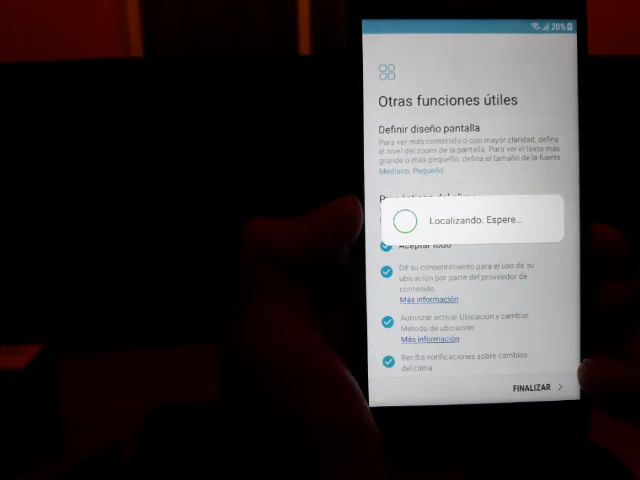 20%
Otras funciones útiles
Definir diseño pantalla
Para ver más contenido o con mayor claridad, defina
el nivel del zoom de la pantalla. Para ver el texto más
grande o más pequeño, defina el tamaño de la fuente
Mediano, Pequeño
Localizando. Espere...
Aceptar todo
Dé su consentimiento para el uso de su
ubicación por parte del proveedor de
contenido
Más información
Autorizar activar Ubicación y cambiar
Método de ubicación
Más información
Reciba notificaciones sobre cambios
del clima
FINALIZAR